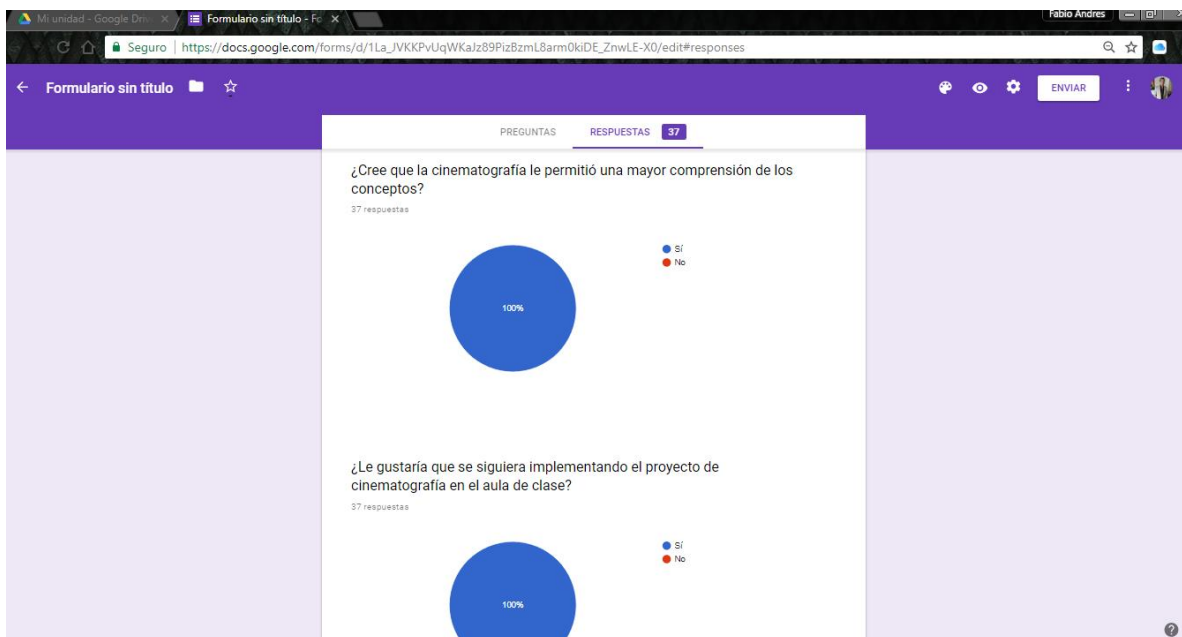 Mi unidad - Google Driv
Formulario sin título - Fo
Fabio Andres
Seguro
https://docs.google.com/forms/d/1La_JVKKPvUqWKaJz89PizBzmL8arm0kiDE_ZnwLE-X0/edit#responses
Formulario sin título
ENVIAR
PREGUNTAS
RESPUESTAS 37
¿Cree que la cinematografía le permitió una mayor comprensión de los
conceptos?
37 respuestas
Sí
No
100%
¿Le gustaría que se siguiera implementando el proyecto de
cinematografía en el aula de clase?
37 respuestas
Sí
No
100%